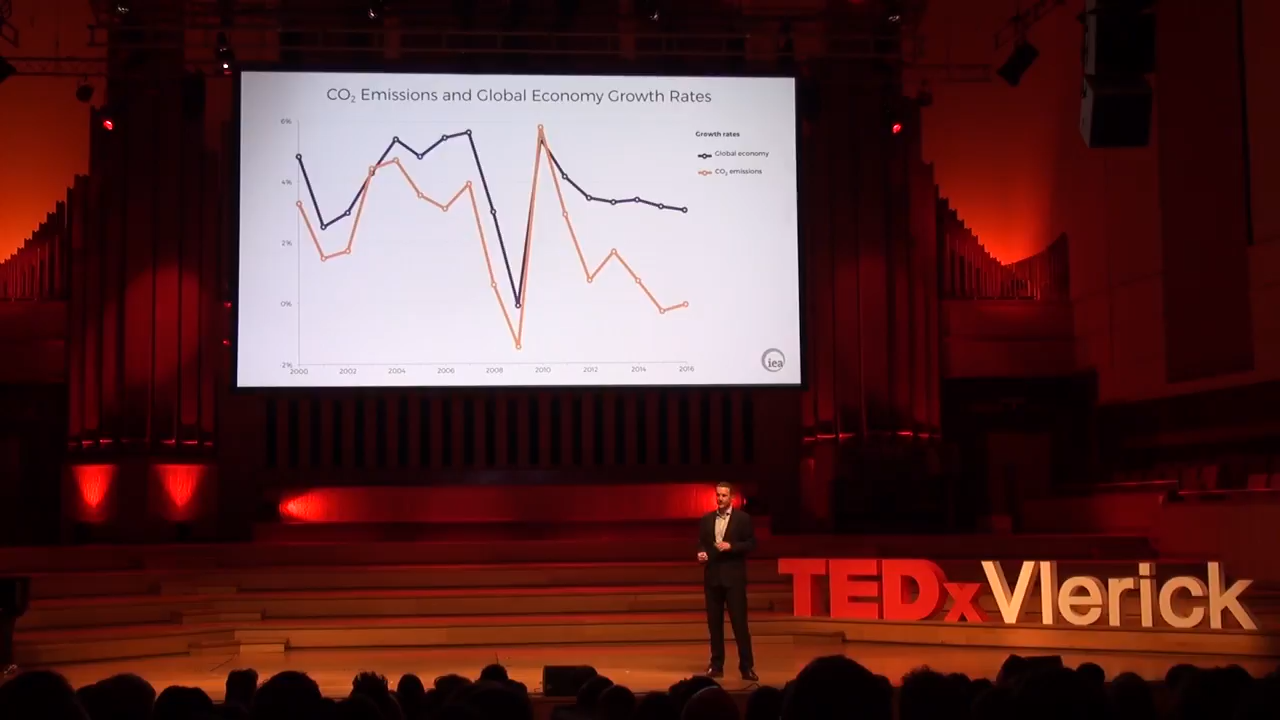 CO₂ Emissions and Global Economy Growth Rates
6%
4%
2%
0%
-2%
2000 2002 2004 2006 2008 2010 2012 2014 2016
Growth rates
Global economy
CO₂ emissions
iea
TEDxVlerick